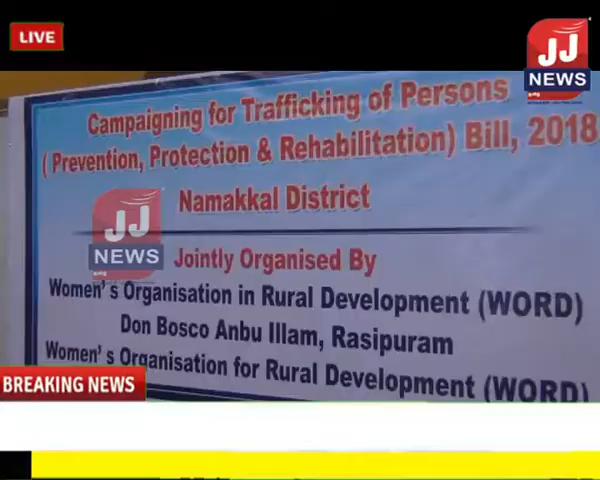 LIVE
JJ
NEWS
Campaigning for Trafficking of Persons
( Prevention, Protection & Rehabilitation) Bill, 2018
Namakkal District
JJ
NEWS
Jointly Organised By
Women' s Organisation in Rural Development (WORD)
Don Bosco Anbu Illam, Rasipuram
Women' s Organisation for Rural Development (WORD)
BREAKING NEWS